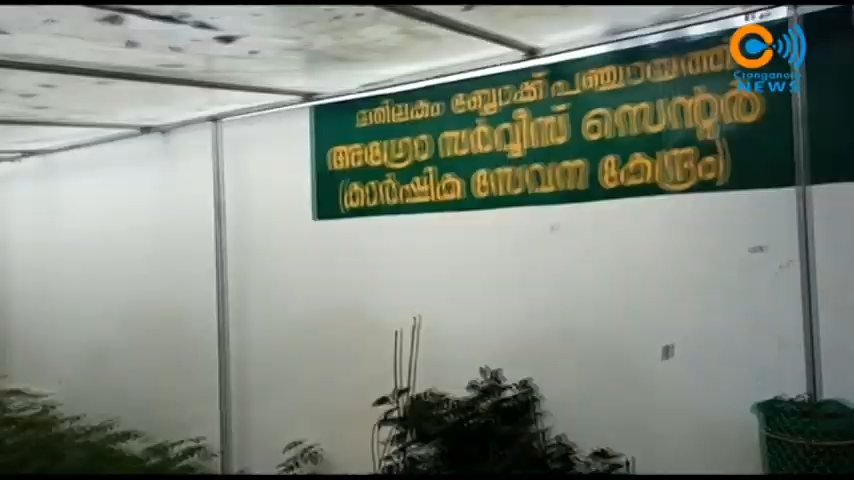 മതിലകം ബ്ലോക്ക് പഞ്ചായത്ത്
അഗ്രോ സർവ്വീസ് സെന്റർ
(കാർഷിക സേവന കേന്ദ്രം)
Cranganore
NEWS